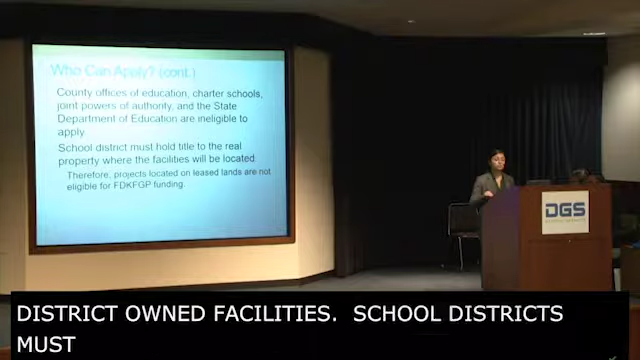 Who Can Apply? (cont.)
County offices of education, charter schools,
joint powers of authority, and the State
Department of Education are ineligible to
apply.
School district must hold title to the real
property where the facilities will be located.
Therefore, projects located on leased lands are not
eligible for FDKFGP funding.
DGS
DISTRICT OWNED FACILITIES.  SCHOOL DISTRICTS
MUST